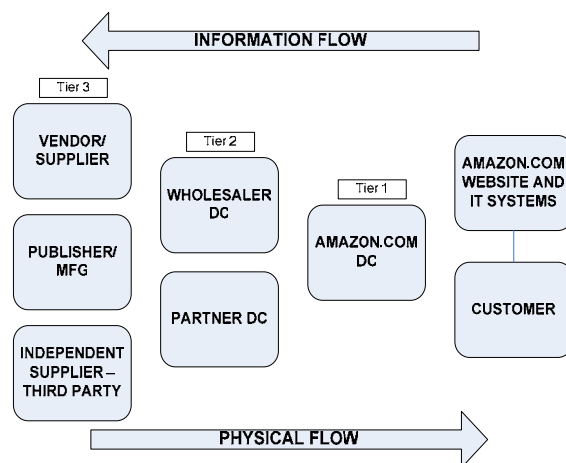 INFORMATION FLOW
Tier 3
VENDOR/
SUPPLIER
PUBLISHER/
MFG
INDEPENDENT
SUPPLIER –
THIRD PARTY
Tier 2
WHOLESALER
DC
PARTNER DC
Tier 1
AMAZON.COM
DC
AMAZON.COM
WEBSITE AND
IT SYSTEMS
CUSTOMER
PHYSICAL FLOW